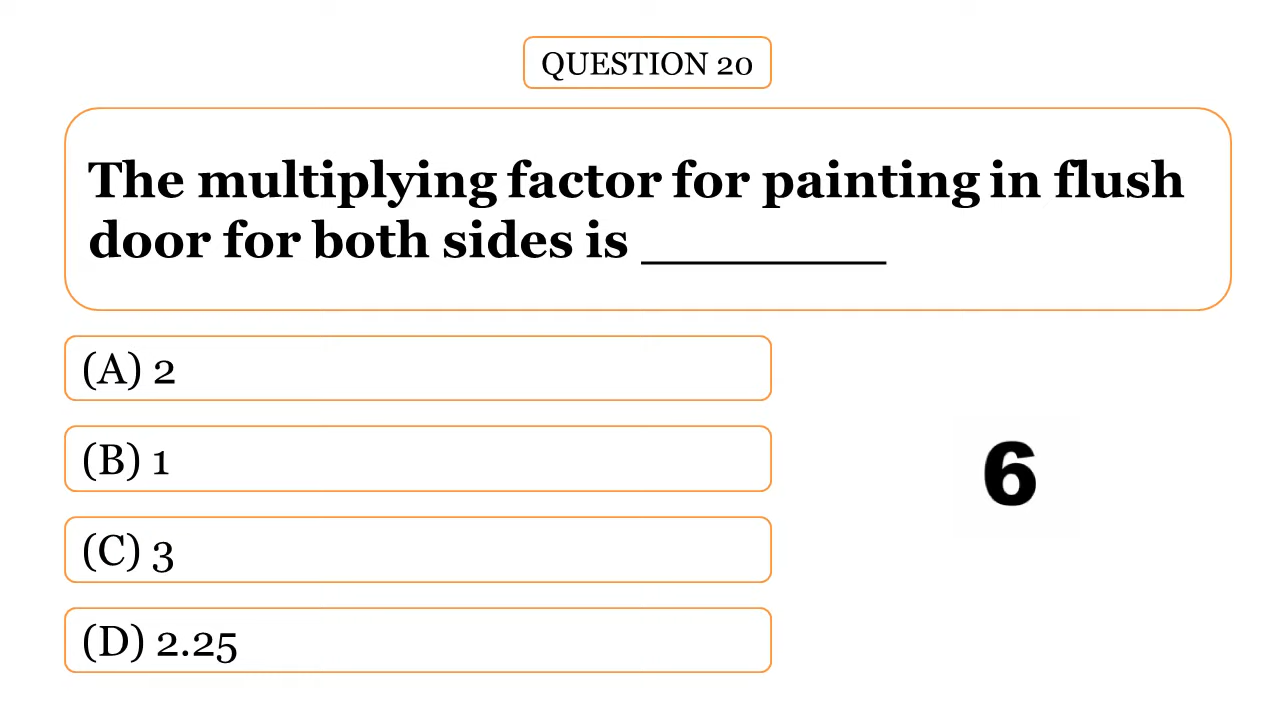 QUESTION 20
The multiplying factor for painting in flush
door for both sides is ________
(A) 2
(B) 1
(C) 3
(D) 2.25
6